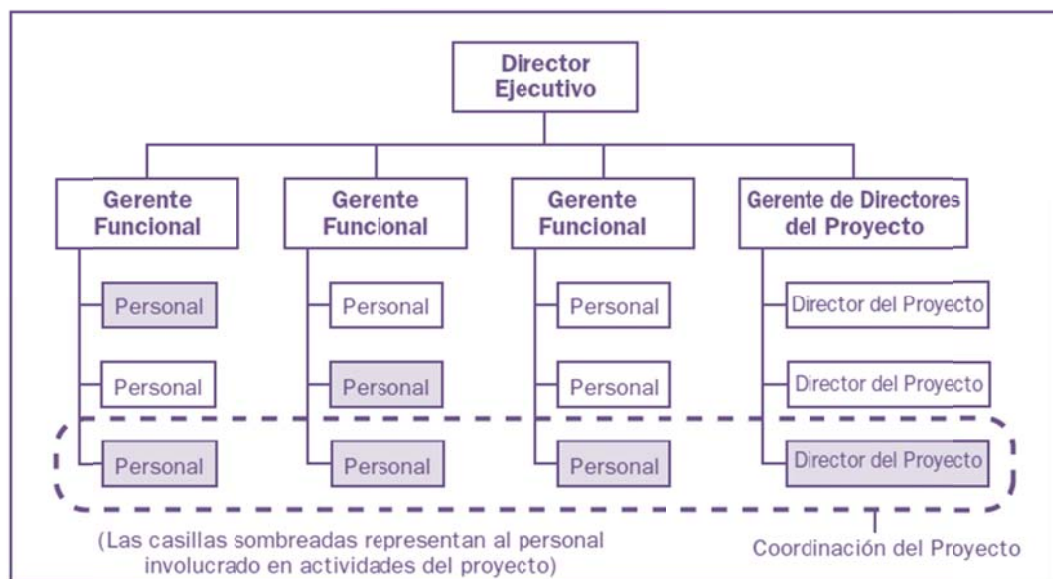 Director
Ejecutivo
Gerente
Funcional
Gerente
Funcional
Gerente
Funcional
Gerente de Directores
del Proyecto
Personal
Personal
Personal
Director del Proyecto
Personal
Personal
Personal
Director del Proyecto
Personal
Personal
Personal
Director del Proyecto
(Las casillas sombreadas representan al personal
involucrado en actividades del proyecto)
Coordinación del Proyecto